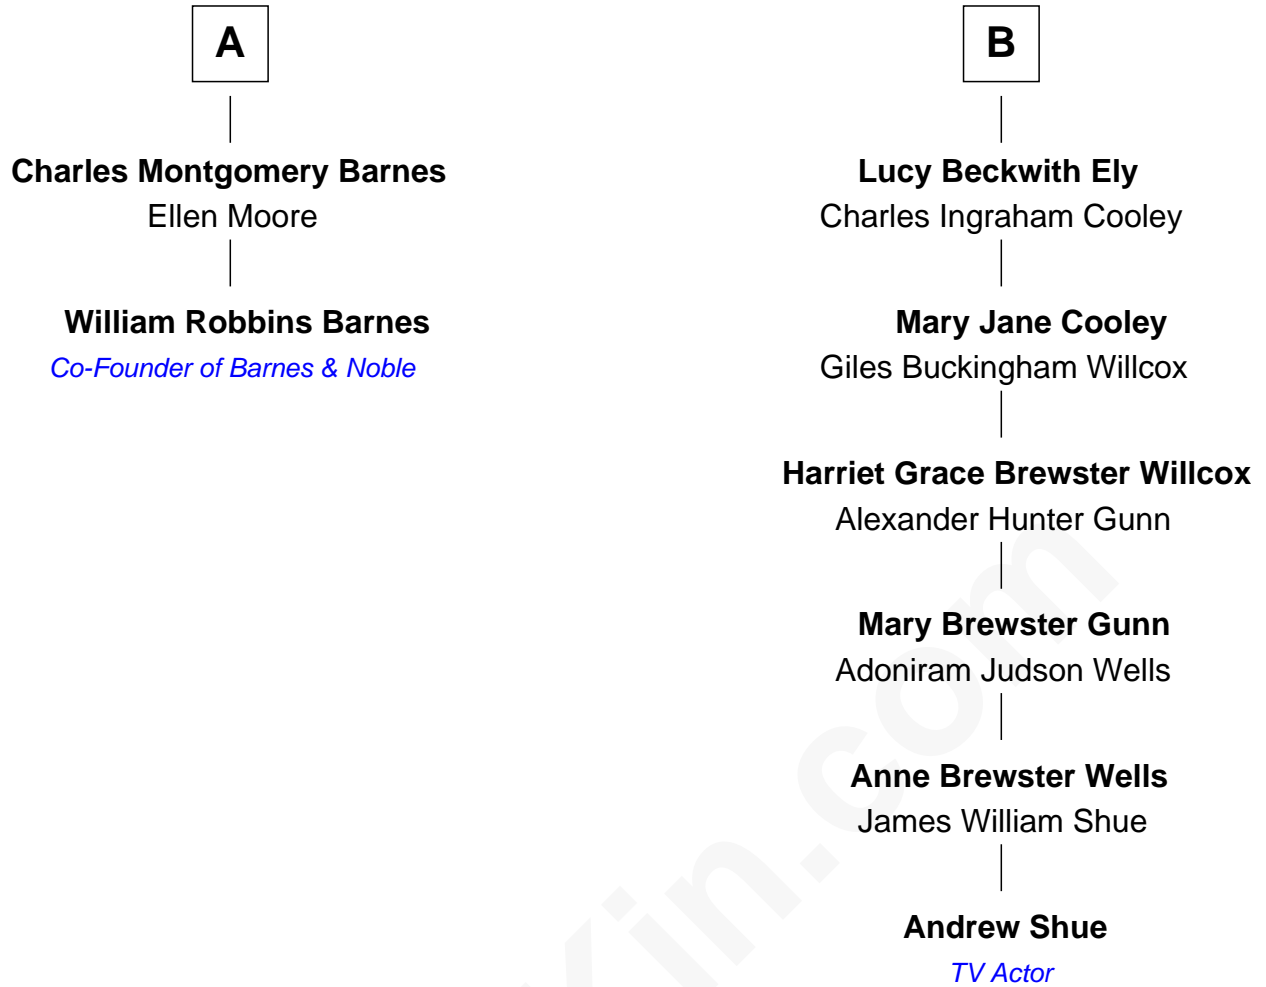 A
Charles Montgomery Barnes
Ellen Moore
William Robbins Barnes
Co-Founder of Barnes & Noble
B
Lucy Beckwith Ely
Charles Ingraham Cooley
Mary Jane Cooley
Giles Buckingham Willcox
Harriet Grace Brewster Willcox
Alexander Hunter Gunn
Mary Brewster Gunn
Adoniram Judson Wells
Anne Brewster Wells
James William Shue
Andrew Shue
TV Actor
Kin.com